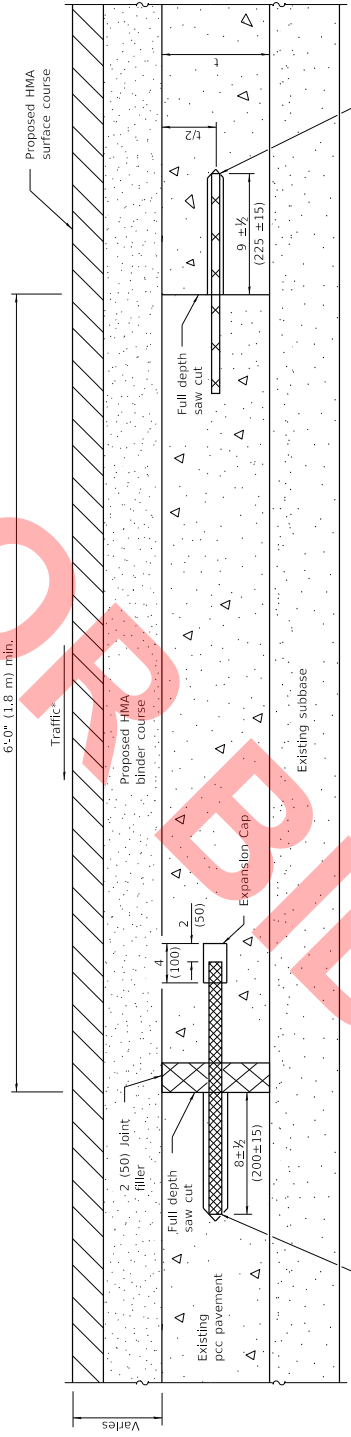 6'-0" (1.8 m) min.
Proposed HMA
surface course
Traffic*
Varies
Proposed HMA
binder course
2 (50) Joint
filler
Full depth
saw cut
4
(100)
2
(50)
Expansion Cap
8±½
(200±15)
Existing
pcc pavement
Existing subbase
Full depth
saw cut
9 ±½
(225 ±15)
t/2
t
OR BI